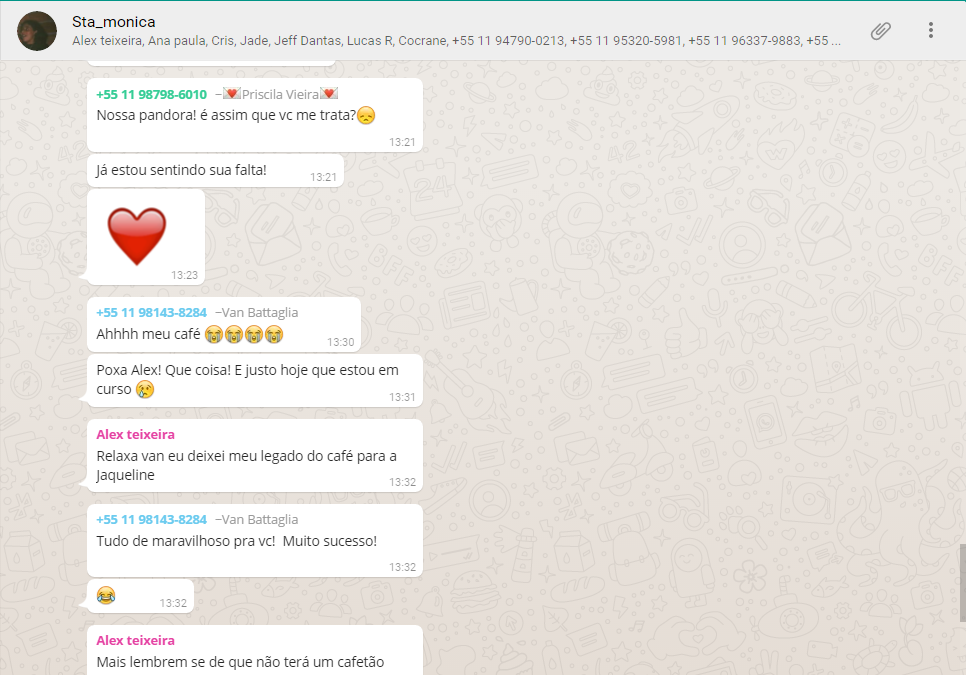 Sta_monica
Alex teixeira, Ana paula, Cris, Jade, Jeff Dantas, Lucas R, Cocrane, +55 11 94790-0213, +55 11 95320-5981, +55 11 96337-9883, +55 ...
+55 11 98798-6010 ~💌Priscila Vieira💌
Nossa pandora! é assim que vc me trata?😞
13:21
Já estou sentindo sua falta!
13:21
❤
13:23
+55 11 98143-8284 ~Van Battaglia
Ahhhh meu café 😭😭😭😭
13:30
Poxa Alex! Que coisa! E justo hoje que estou em
curso 😢
13:31
Alex teixeira
Relaxa van eu deixei meu legado do café para a
Jaqueline
13:32
+55 11 98143-8284 ~Van Battaglia
Tudo de maravilhoso pra vc!  Muito sucesso!
13:32
😂
13:32
Alex teixeira
Mais lembrem se de que não terá um cafetão